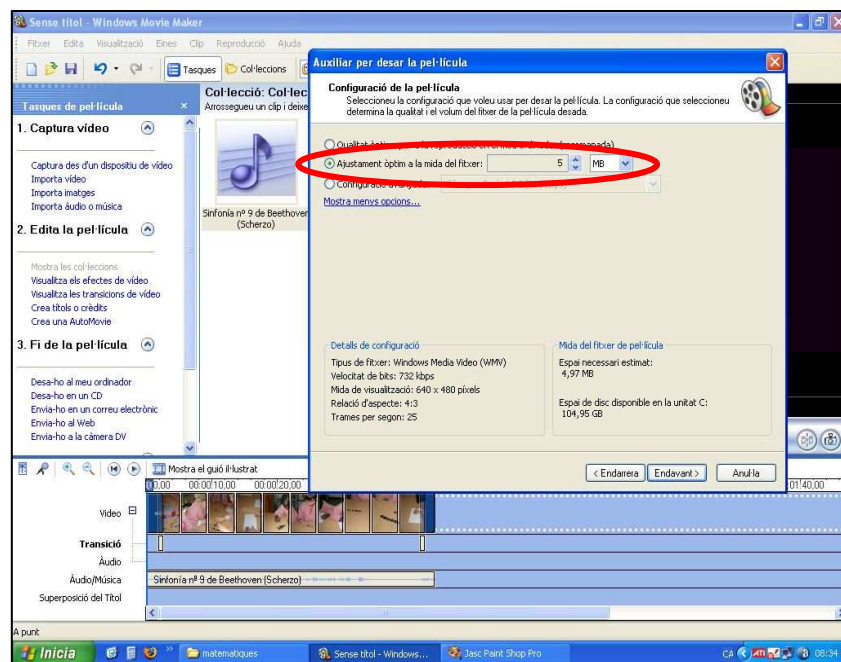 Sense títol - Windows Movie Maker
Fitxer Edita Visualització Eines Clip Reproducció Ajuda
Tasques Col·leccions
Tasques de pel·lícula
1. Captura vídeo
Captura des d'un dispositiu de vídeo
Importa vídeo
Importa imatges
Importa àudio o música
2. Edita la pel·lícula
Mostra les col·leccions
Visualitza els efectes de vídeo
Visualitza les transicions de vídeo
Crea títols o crèdits
Crea una AutoMovie
3. Fi de la pel·lícula
Desa-ho al meu ordinador
Desa-ho en un CD
Envia-ho en un correu electrònic
Envia-ho al Web
Envia-ho a la càmera DV
Col·lecció: Col·lec
Arrossegueu un clip i deixe
Sinfonía nº 9 de Beethoven
(Scherzo)
Auxiliar per desar la pel·lícula
Configuració de la pel·lícula
Seleccioneu la configuració que voleu usar per desar la pel·lícula. La configuració que seleccioneu
determina la qualitat i el volum del fitxer de la pel·lícula desada.
Ajustament òptim a la mida del fitxer: 5 MB
Mostra menys opcions...
Detalls de configuració
Tipus de fitxer: Windows Media Video (WMV)
Velocitat de bits: 732 kbps
Mida de visualització: 640 x 480 píxels
Relació d'aspecte: 4:3
Trames per segon: 25
Mida del fitxer de pel·lícula
Espai necessari estimat:
4,97 MB
Espai de disc disponible en la unitat C:
104,95 GB
< Endarrera Endavant > Anul·la
Mostra el guió il·lustrat
0,00 00:00'10,00 00:00'20,00 01'40,00
Vídeo
Transició
Àudio
Àudio/Música
Sinfonía nº 9 de Beethoven (Scherzo)
Superposició del Títol
A punt
Inicia
matematiques
Sense títol - Windows...
Jasc Paint Shop Pro
CA
08:34